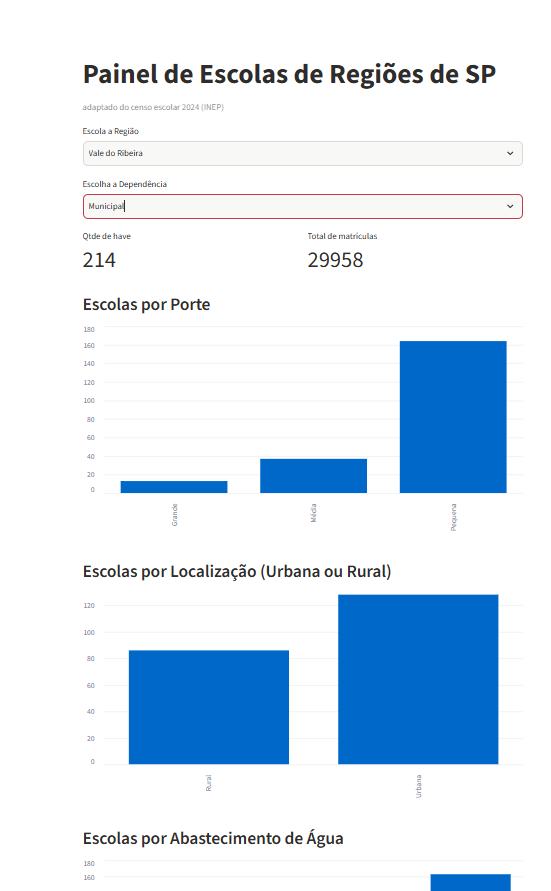 Painel de Escolas de Regiões de SP
adaptado do censo escolar 2024 (INEP)
Escola a Região
Vale do Ribeira
Escolha a Dependência
Municipal
Qtde de have
Total de matrículas
214
29958
Escolas por Porte
180
160
140
120
100
80
60
40
20
0
Grande
Média
Pequena
Escolas por Localização (Urbana ou Rural)
120
100
80
60
40
20
0
Rural
Urbana
Escolas por Abastecimento de Água
180
160